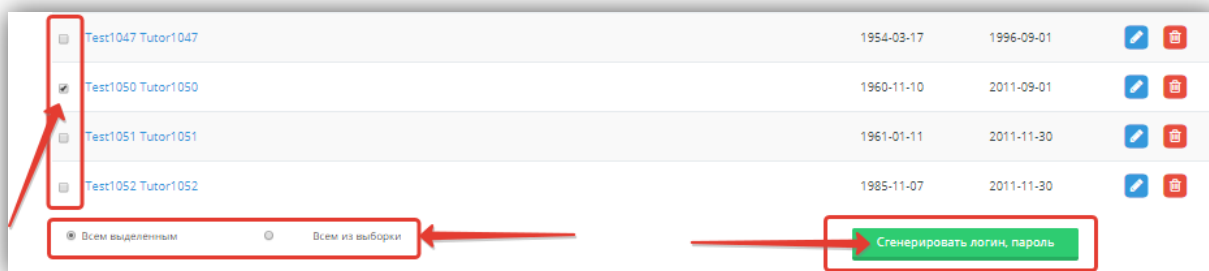 Test1047 Tutor1047 1954-03-17 1996-09-01
Test1050 Tutor1050 1960-11-10 2011-09-01
Test1051 Tutor1051 1961-01-11 2011-11-30
Test1052 Tutor1052 1985-11-07 2011-11-30
Всем выделенным Всем из выборки Сгенерировать логин, пароль